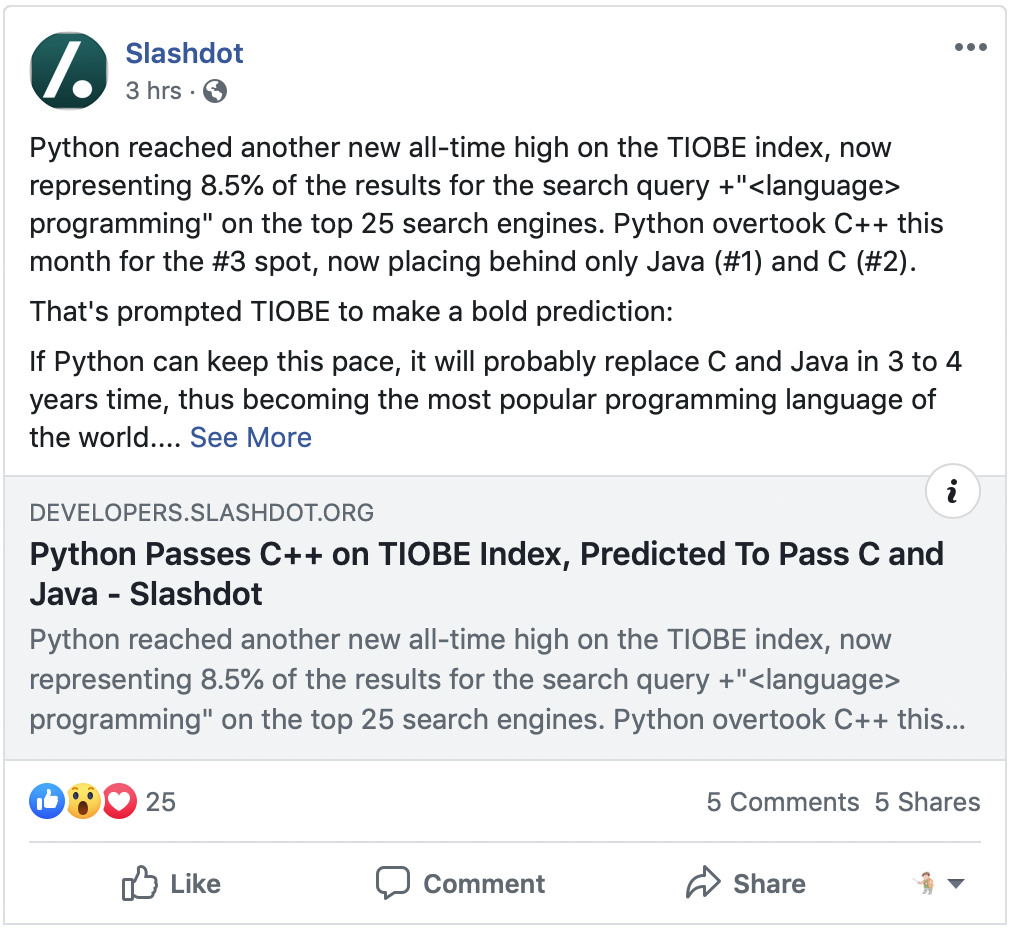 Slashdot
3 hrs ·
Python reached another new all-time high on the TIOBE index, now
representing 8.5% of the results for the search query +"<language>
programming" on the top 25 search engines. Python overtook C++ this
month for the #3 spot, now placing behind only Java (#1) and C (#2).
That's prompted TIOBE to make a bold prediction:
If Python can keep this pace, it will probably replace C and Java in 3 to 4
years time, thus becoming the most popular programming language of
the world.... See More
i
DEVELOPERS.SLASHDOT.ORG
Python Passes C++ on TIOBE Index, Predicted To Pass C and
Java - Slashdot
Python reached another new all-time high on the TIOBE index, now
representing 8.5% of the results for the search query +"<language>
programming" on the top 25 search engines. Python overtook C++ this...
25 5 Comments 5 Shares
Like Comment Share